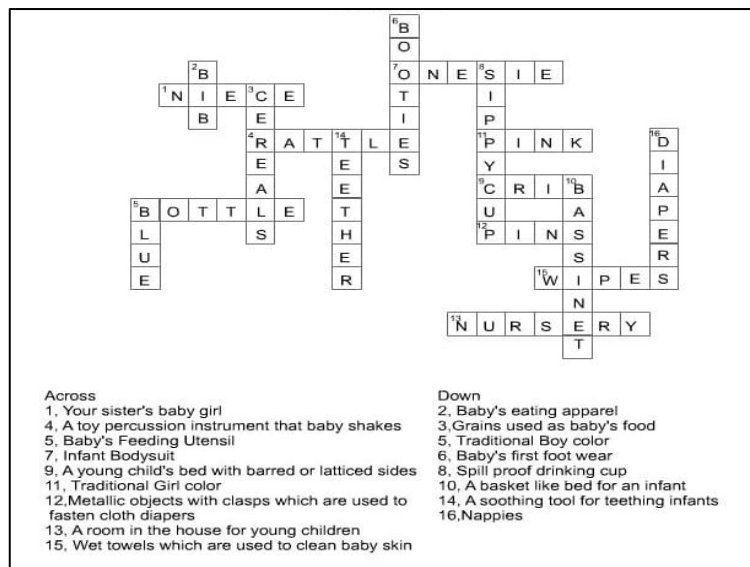 6B
O
2B 7O N E 8S I E
1N I E 3C E T I
B E I P
4R A T 14T L E 11P I N K 16D
E E S Y I
A E 9C R I 10B A
5B O T T L E T U A P
L S H 12P I N S E
U E S R
E R 15W I P E S
N
13N U R S E R Y
T
Across
1, Your sister's baby girl
4, A toy percussion instrument that baby shakes
5, Baby's Feeding Utensil
7, Infant Bodysuit
9, A young child's bed with barred or latticed sides
11, Traditional Girl color
12,Metallic objects with clasps which are used to
fasten cloth diapers
13, A room in the house for young children
15, Wet towels which are used to clean baby skin
Down
2, Baby's eating apparel
3,Grains used as baby's food
5, Traditional Boy color
6, Baby's first foot wear
8, Spill proof drinking cup
10, A basket like bed for an infant
14, A soothing tool for teething infants
16,Nappies